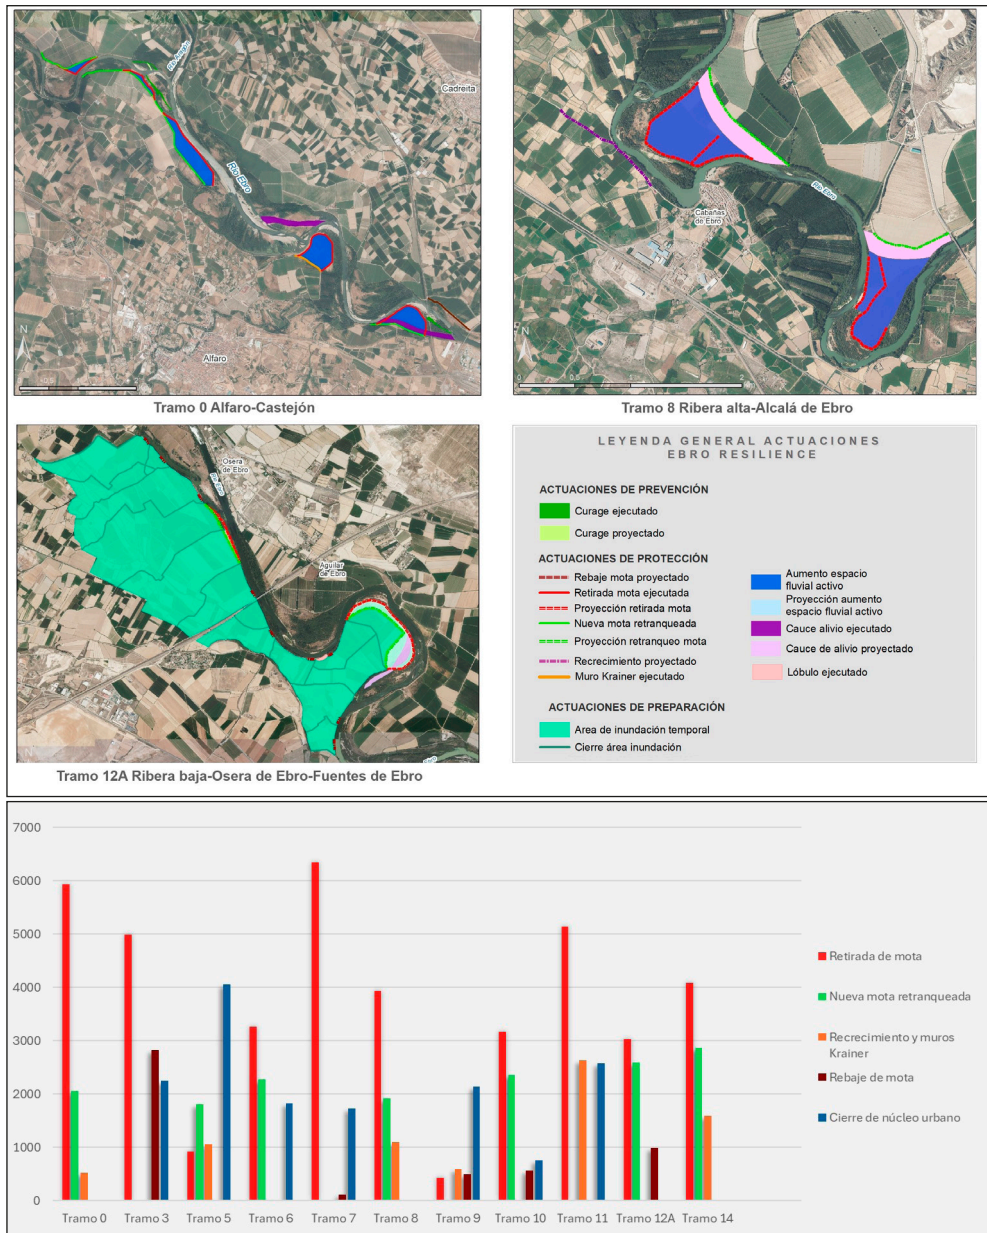 Río Aragón
Cadreita
Río Ebro
Alfaro
N
Tramo 0 Alfaro-Castejón
Río Ebro
Cabañas
de Ebro
N
Tramo 8 Ribera alta-Alcalá de Ebro
Osera
de Ebro
Río Ebro
Aguilar
de Ebro
N
Tramo 12A Ribera baja-Osera de Ebro-Fuentes de Ebro
LEYENDA GENERAL ACTUACIONES
EBRO RESILIENCE
ACTUACIONES DE PREVENCIÓN
Curage ejecutado
Curage proyectado
ACTUACIONES DE PROTECCIÓN
Rebaje mota proyectado
Retirada mota ejecutada
Proyección retirada mota
Nueva mota retranqueada
Proyección retranqueo mota
Recrecimiento proyectado
Muro Krainer ejecutado
Aumento espacio
fluvial activo
Proyección aumento
espacio fluvial activo
Cauce alivio ejecutado
Cauce de alivio proyectado
Lóbulo ejecutado
ACTUACIONES DE PREPARACIÓN
Area de inundación temporal
Cierre área inundación
7000
6000
5000
4000
3000
2000
1000
0
Tramo 0
Tramo 3
Tramo 5
Tramo 6
Tramo 7
Tramo 8
Tramo 9
Tramo 10
Tramo 11
Tramo 12A
Tramo 14
Retirada de mota
Nueva mota retranqueada
Recrecimiento y muros
Krainer
Rebaje de mota
Cierre de núcleo urbano